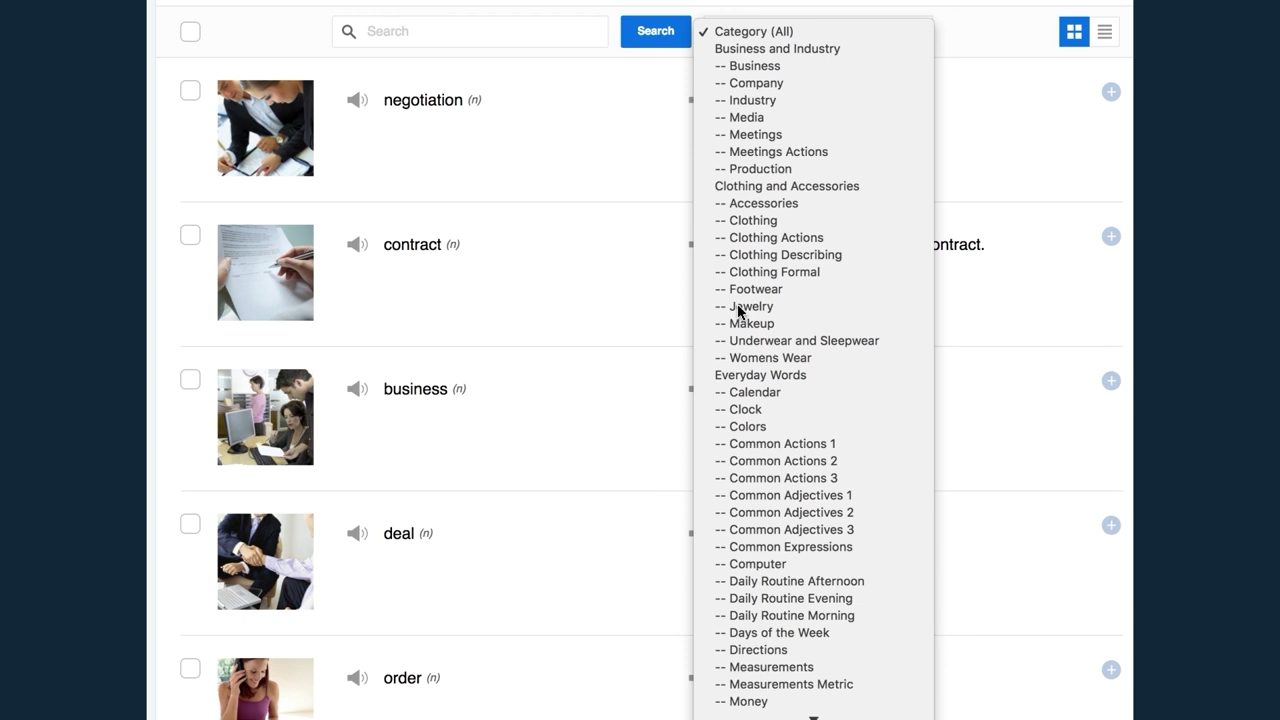 Search
Search
✓ Category (All)
Business and Industry
-- Business
-- Company
-- Industry
-- Media
-- Meetings
-- Meetings Actions
-- Production
Clothing and Accessories
-- Accessories
-- Clothing
-- Clothing Actions
-- Clothing Describing
-- Clothing Formal
-- Footwear
-- Jewelry
-- Makeup
-- Underwear and Sleepwear
-- Womens Wear
Everyday Words
-- Calendar
-- Clock
-- Colors
-- Common Actions 1
-- Common Actions 2
-- Common Actions 3
-- Common Adjectives 1
-- Common Adjectives 2
-- Common Adjectives 3
-- Common Expressions
-- Computer
-- Daily Routine Afternoon
-- Daily Routine Evening
-- Daily Routine Morning
-- Days of the Week
-- Directions
-- Measurements
-- Measurements Metric
-- Money
negotiation (n)
contract (n)
ontract.
business (n)
deal (n)
order (n)